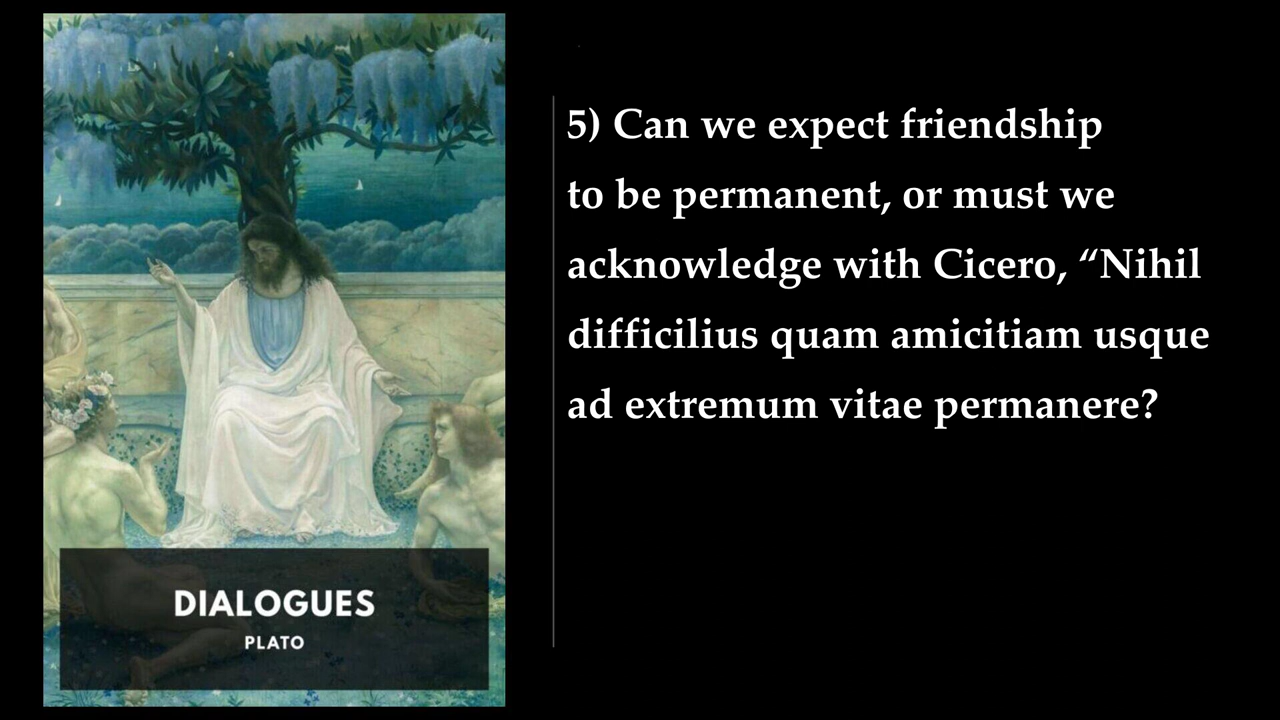 DIALOGUES
PLATO
5) Can we expect friendship
to be permanent, or must we
acknowledge with Cicero, “Nihil
difficilius quam amicitiam usque
ad extremum vitae permanere?